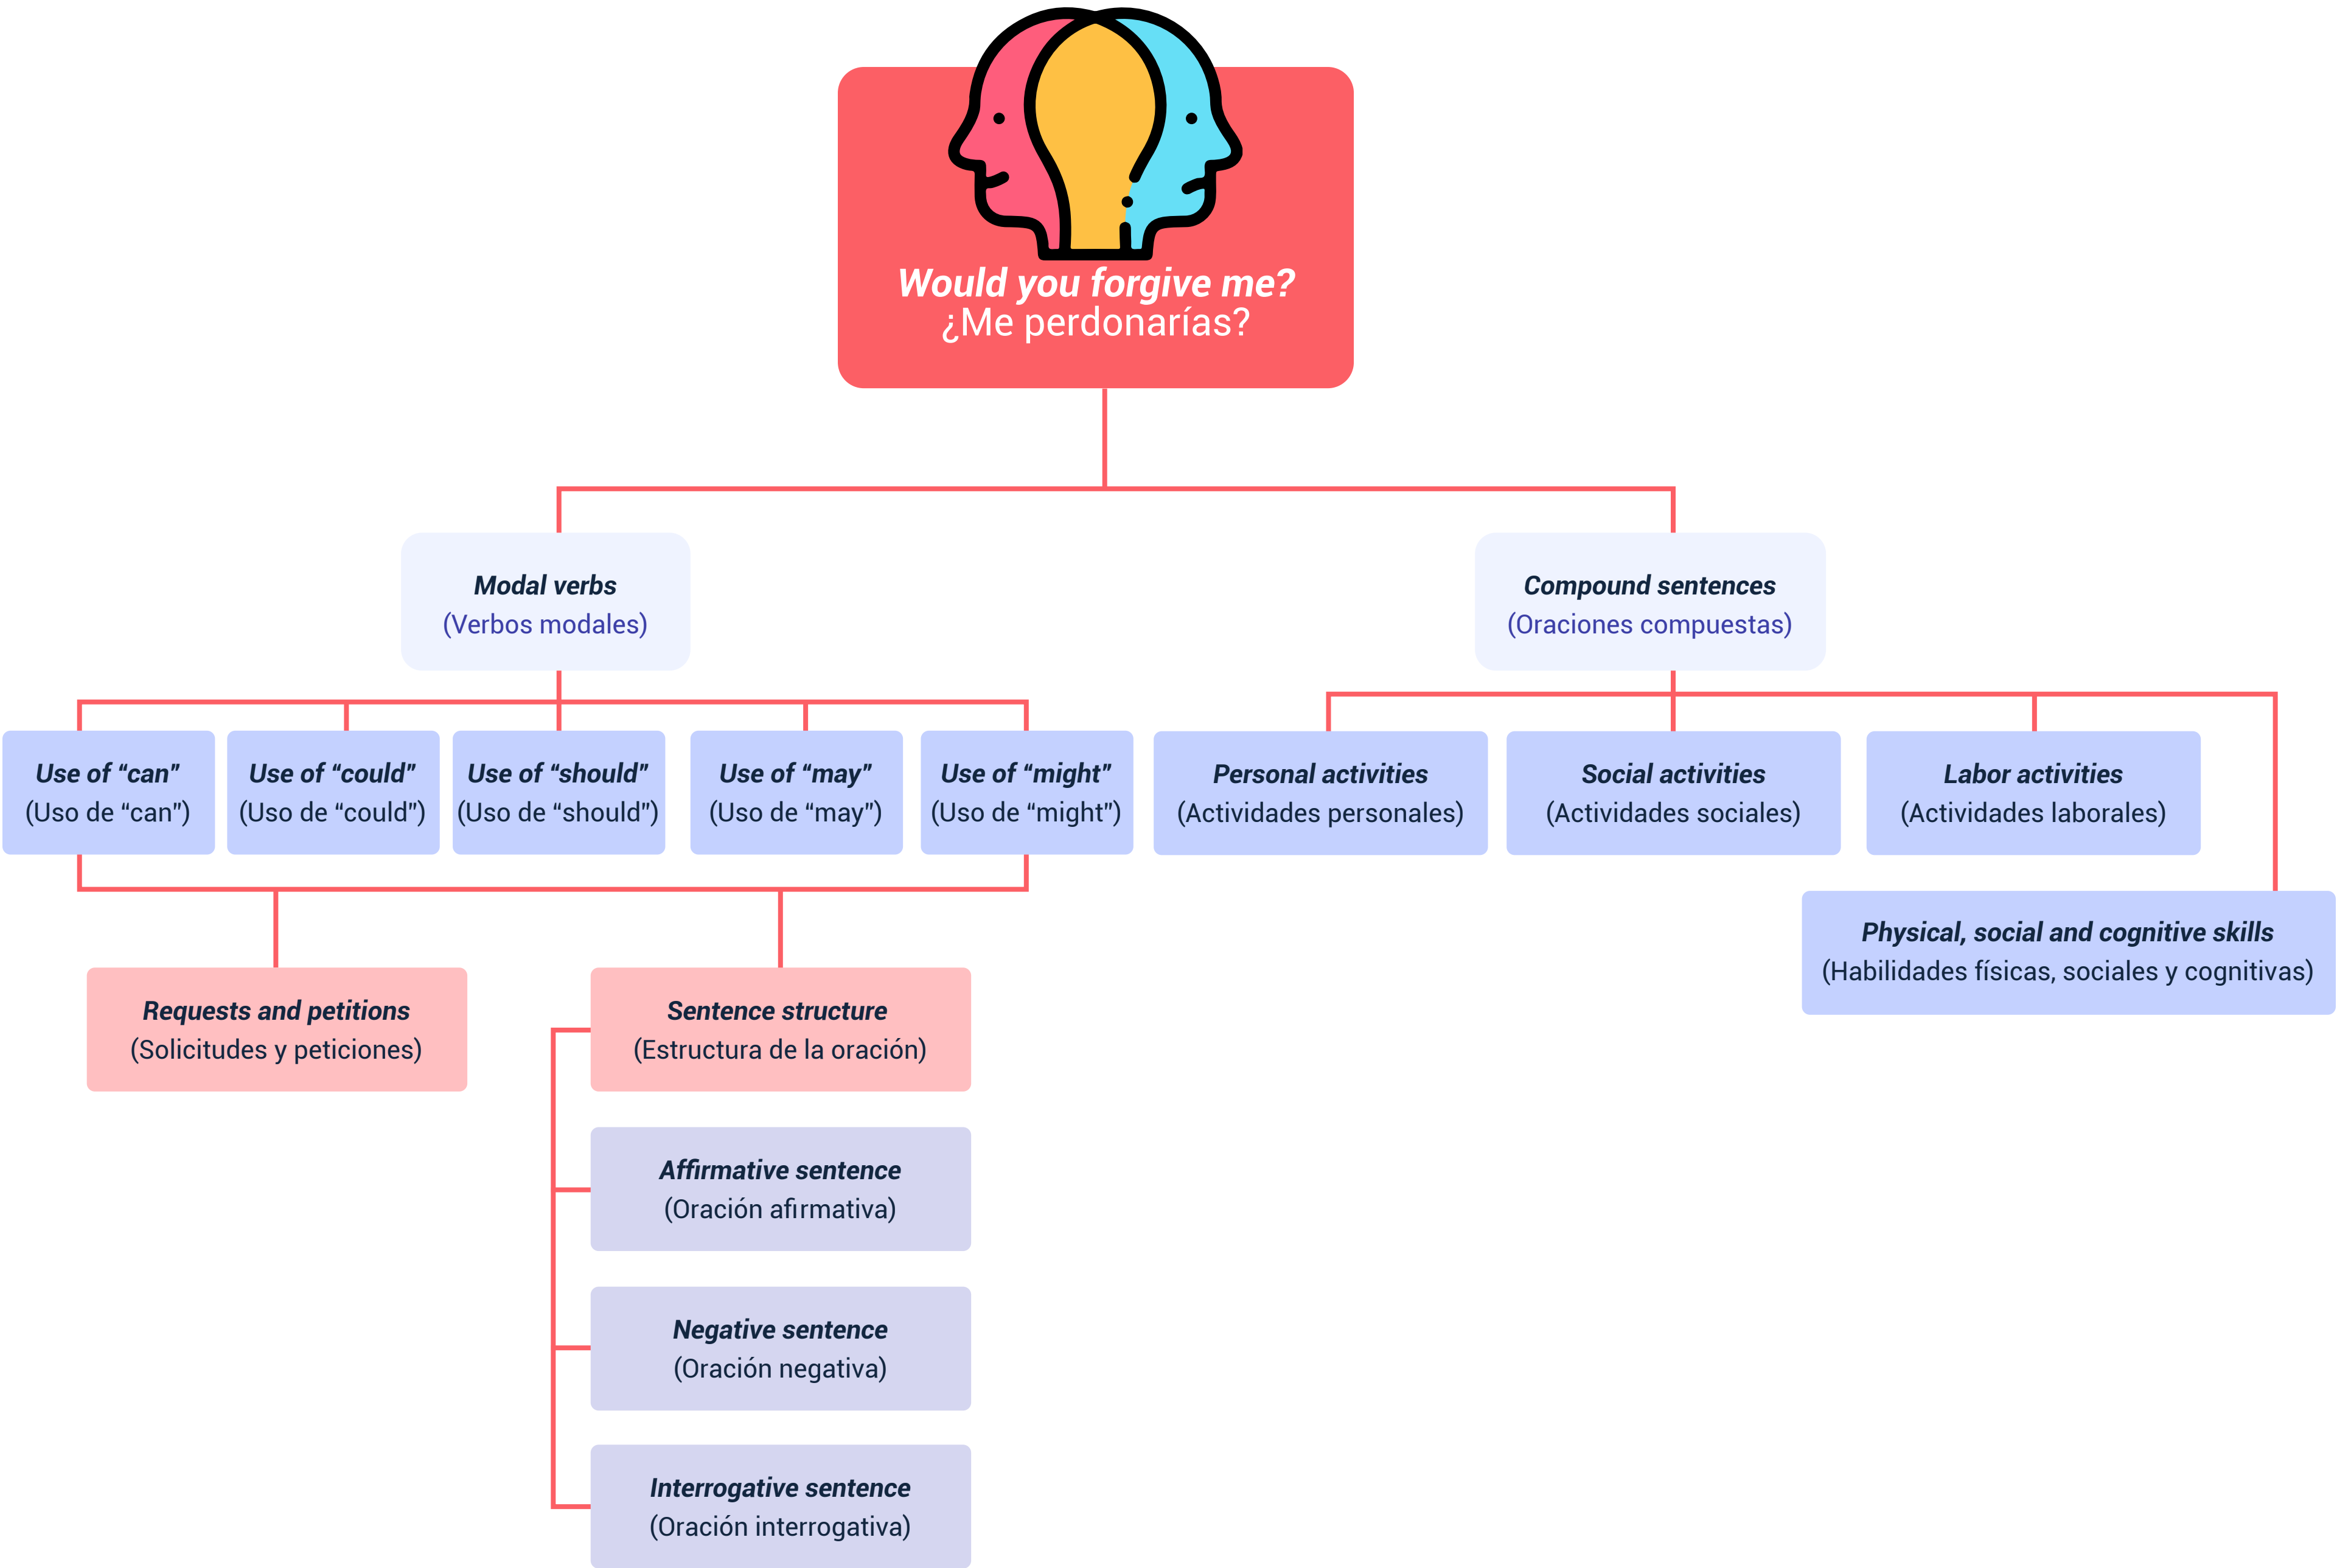 Would you forgive me?
¿Me perdonarías?
Modal verbs
(Verbos modales)
Compound sentences
(Oraciones compuestas)
Use of “can”
(Uso de “can”)
Use of “could”
(Uso de “could”)
Use of “should”
(Uso de “should”)
Use of “may”
(Uso de “may”)
Use of “might”
(Uso de “might”)
Personal activities
(Actividades personales)
Social activities
(Actividades sociales)
Labor activities
(Actividades laborales)
Physical, social and cognitive skills
(Habilidades físicas, sociales y cognitivas)
Requests and petitions
(Solicitudes y peticiones)
Sentence structure
(Estructura de la oración)
Affirmative sentence
(Oración afirmativa)
Negative sentence
(Oración negativa)
Interrogative sentence
(Oración interrogativa)